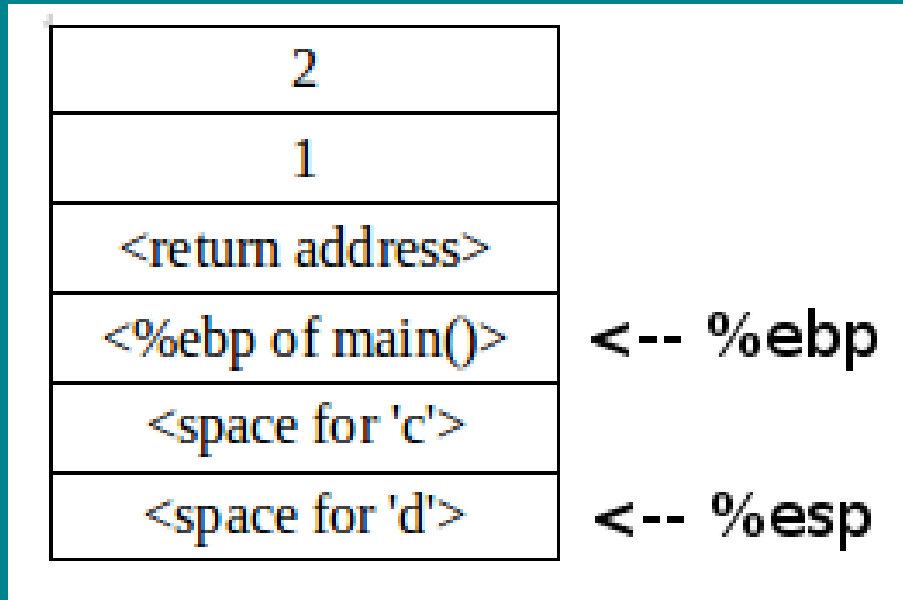 2
1
<return address>
<%ebp of main()> <-- %ebp
<space for 'c'>
<space for 'd'> <-- %esp